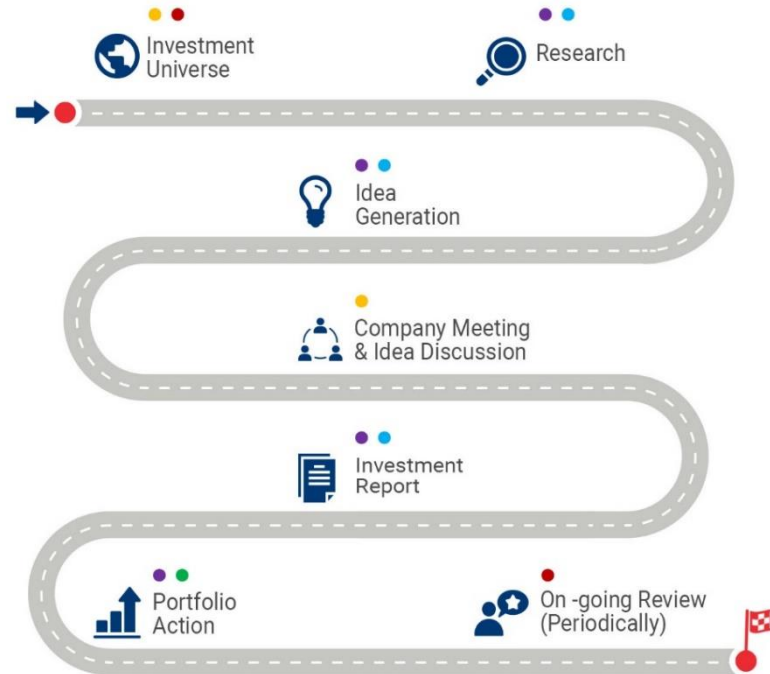 Investment
Universe
Research
Idea
Generation
Company Meeting
& Idea Discussion
Investment
Report
Portfolio
Action
On -going Review
(Periodically)